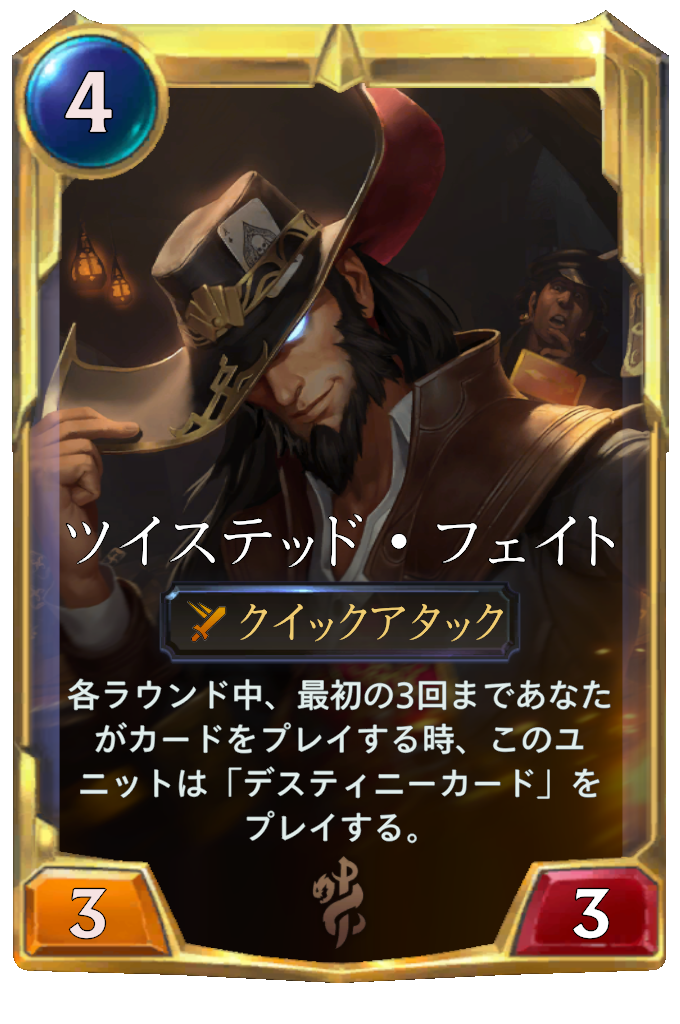 4
ツイステッド・フェイト
クイックアタック
各ラウンド中、最初の3回まであなた
がカードをプレイする時、このユ
ニットは「デスティニーカード」を
プレイする。
3
3